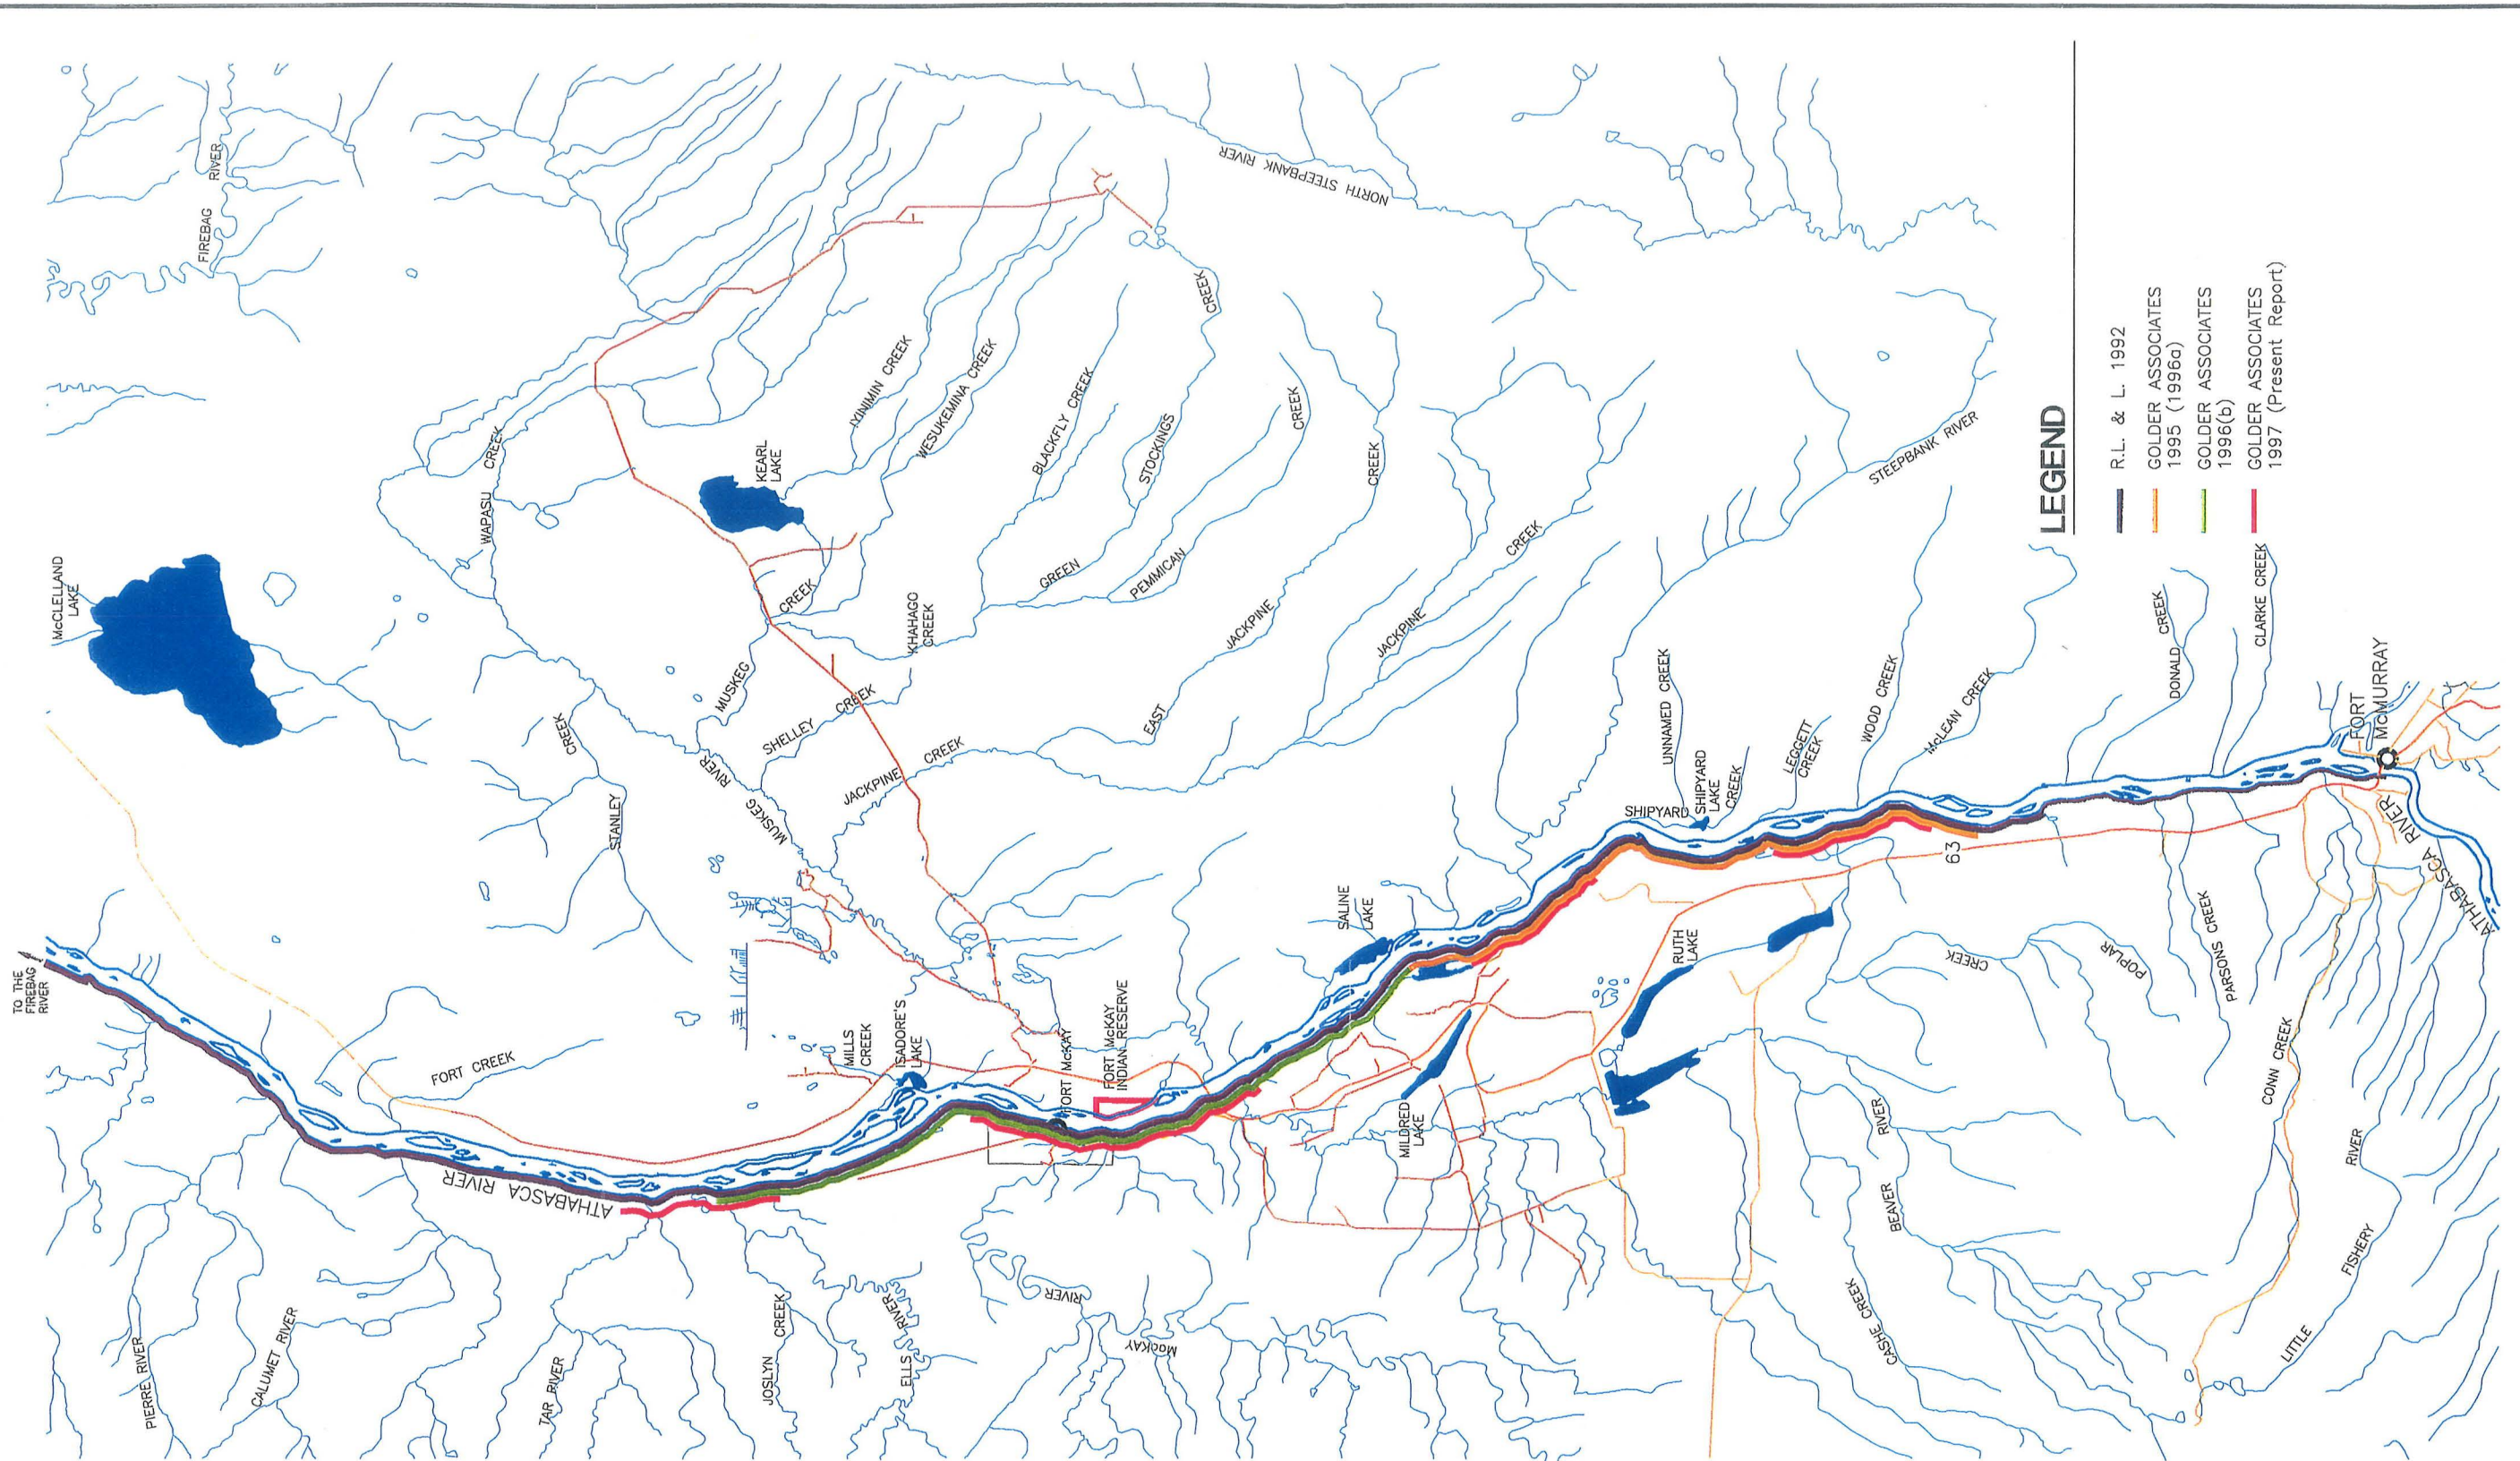 TO THE
FIREBAG
RIVER
McCLELLAND
LAKE
FIREBAG
RIVER
WAPASU
CREEK
KEARL
LAKE
IYINIMIN CREEK
WESUKEMINA CREEK
BLACKFLY CREEK
STOCKINGS
CREEK
NORTH STEEPBANK RIVER
GREEN
PEMMICAN
CREEK
MUSKEG
CREEK
KHAHAGO
CREEK
SHELLEY
CREEK
STANLEY
CREEK
MUSKEG
RIVER
JACKPINE
CREEK
EAST
JACKPINE
CREEK
JACKPINE
CREEK
STEEPBANK RIVER
UNNAMED CREEK
SHIPYARD
LAKE
SHIPYARD
CREEK
LEGGETT
CREEK
WOOD CREEK
McLEAN CREEK
DONALD
CREEK
CLARKE CREEK
FORT
McMURRAY
ATHABASCA
RIVER
63
SALINE
LAKE
RUTH
LAKE
MILDRED
LAKE
FORT CREEK
MILLS
CREEK
ISADORE'S
LAKE
FORT McKAY
FORT McKAY
INDIAN RESERVE
ATHABASCA RIVER
PIERRE RIVER
CALUMET RIVER
TAR RIVER
JOSLYN
CREEK
ELLS
RIVER
MacKAY
RIVER
BEAVER
RIVER
CASHE CREEK
POPLAR
CREEK
PARSONS CREEK
CONN CREEK
LITTLE
FISHERY
RIVER
LEGEND
R.L. & L. 1992
GOLDER ASSOCIATES
1995 (1996a)
GOLDER ASSOCIATES
1996(b)
GOLDER ASSOCIATES
1997 (Present Report)